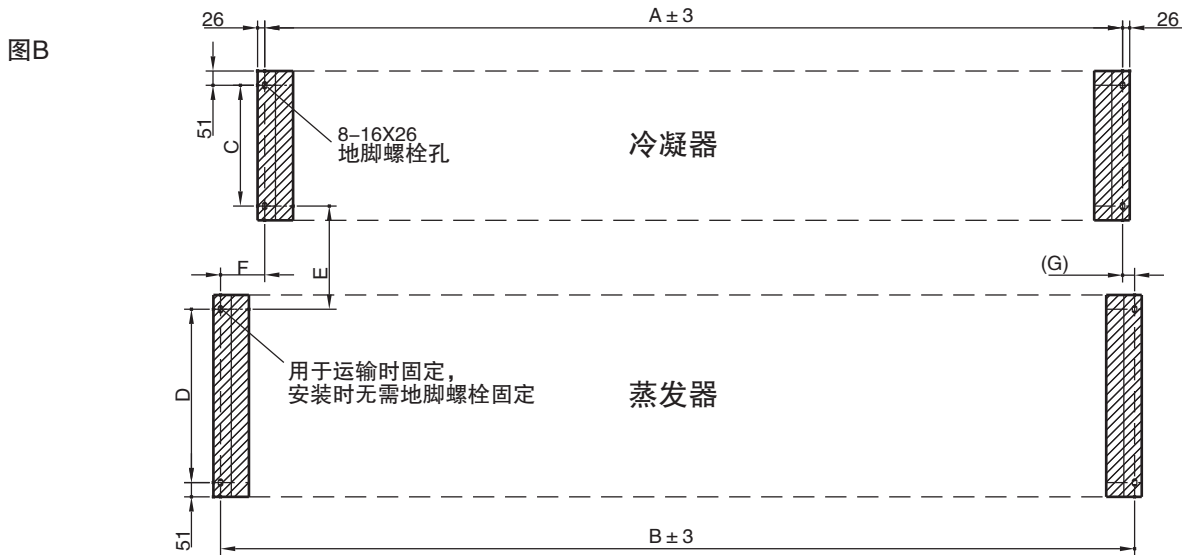 26
A ± 3
26
图B
51
C
8-16X26
地脚螺栓孔
冷凝器
F
E
(G)
D
用于运输时固定，
安装时无需地脚螺栓固定
蒸发器
51
B ± 3